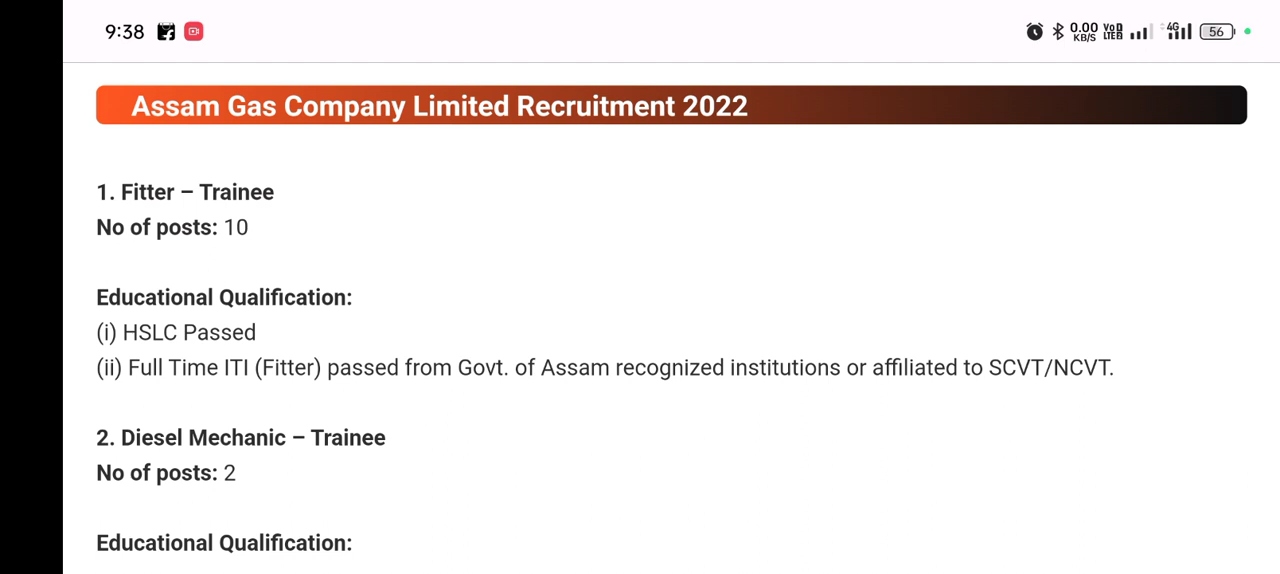 9:38
0.00 KB/S VoD LTE2 4G 56
Assam Gas Company Limited Recruitment 2022
1. Fitter – Trainee
No of posts: 10
Educational Qualification:
(i) HSLC Passed
(ii) Full Time ITI (Fitter) passed from Govt. of Assam recognized institutions or affiliated to SCVT/NCVT.
2. Diesel Mechanic – Trainee
No of posts: 2
Educational Qualification: